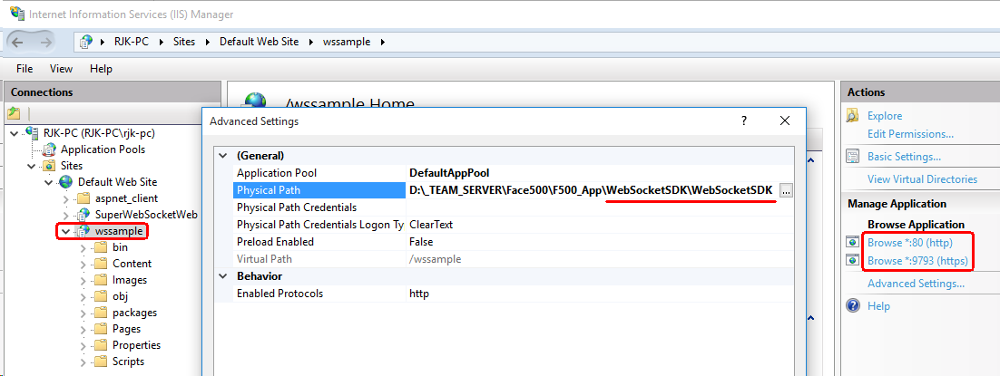 Internet Information Services (IIS) Manager
RJK-PC Sites Default Web Site wssample
File View Help
Connections
RJK-PC (RJK-PC\rjk-pc)
Application Pools
Sites
Default Web Site
aspnet_client
SuperWebSocketWeb
wssample
bin
Content
Images
obj
packages
Pages
Properties
Scripts
/wssample Home
Advanced Settings
?
(General)
Application Pool DefaultAppPool
Physical Path D:\_TEAM_SERVER\Face500\F500_App\WebSocketSDK\WebSocketSDK ...
Physical Path Credentials
Physical Path Credentials Logon Ty ClearText
Preload Enabled False
Virtual Path /wssample
Behavior
Enabled Protocols http
Actions
Explore
Edit Permissions...
Basic Settings...
View Virtual Directories
Manage Application
Browse Application
Browse *:80 (http)
Browse *:9793 (https)
Advanced Settings...
Help